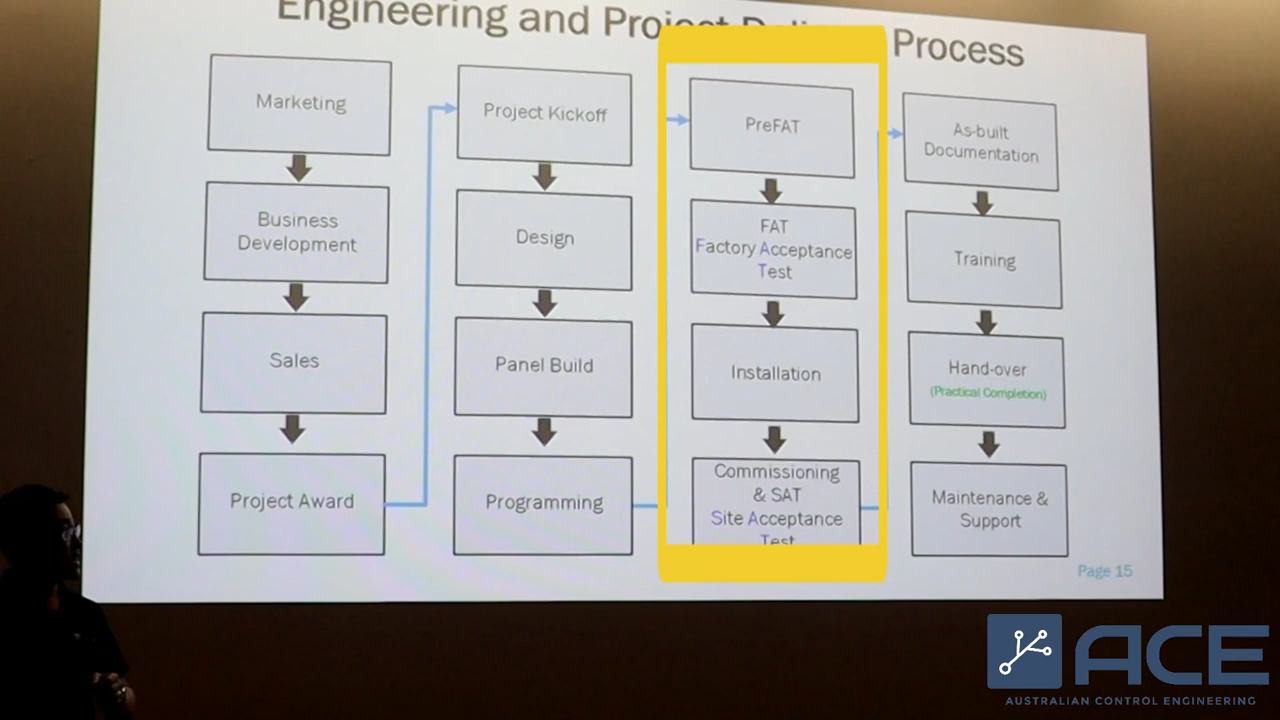 Engineering and Project Process
Marketing
Business
Development
Sales
Project Award
Project Kickoff
Design
Panel Build
Programming
PreFAT
FAT
Factory Acceptance
Test
Installation
Commissioning
& SAT
Site Acceptance
Test
As-built
Documentation
Training
Hand-over
(Practical Completion)
Maintenance &
Support
Page 15
ACE
AUSTRALIAN CONTROL ENGINEERING